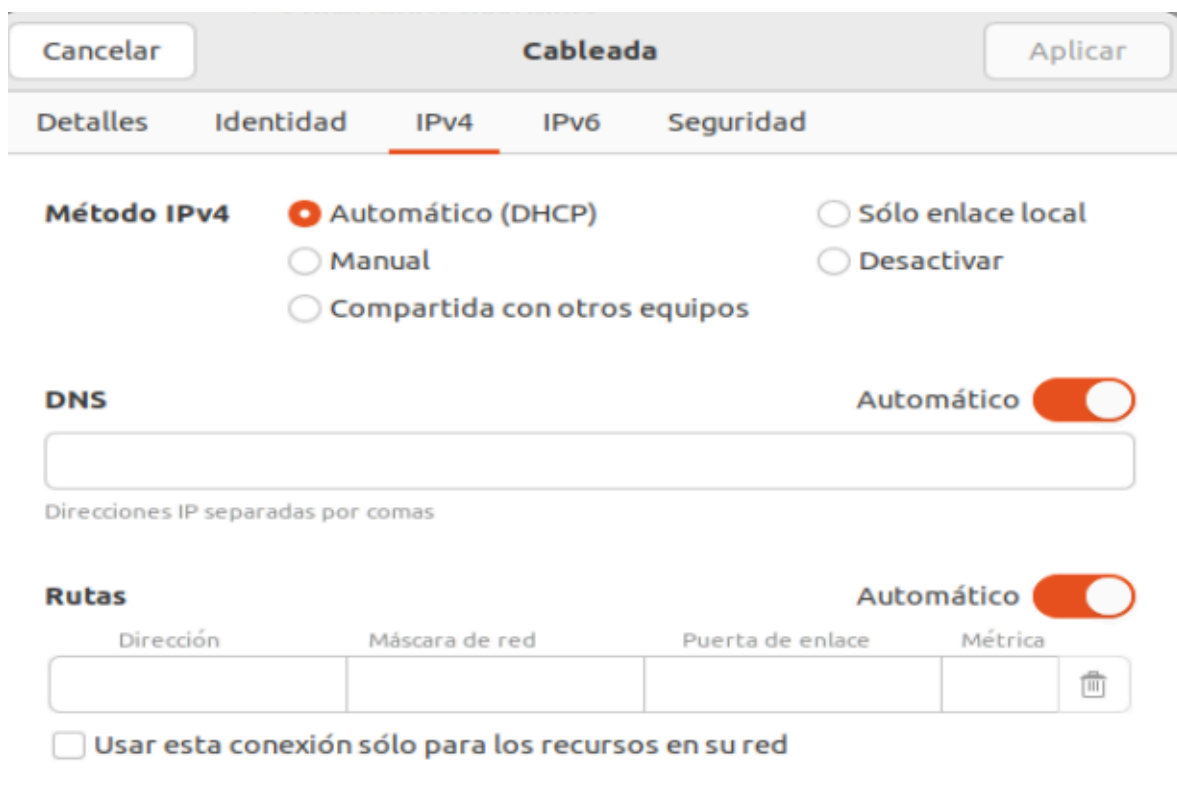 Cancelar Cableada Aplicar
Detalles Identidad IPv4 IPv6 Seguridad
Método IPv4 Automático (DHCP) Sólo enlace local
Manual Desactivar
Compartida con otros equipos
DNS Automático
Direcciones IP separadas por comas
Rutas Automático
Dirección Máscara de red Puerta de enlace Métrica
Usar esta conexión sólo para los recursos en su red